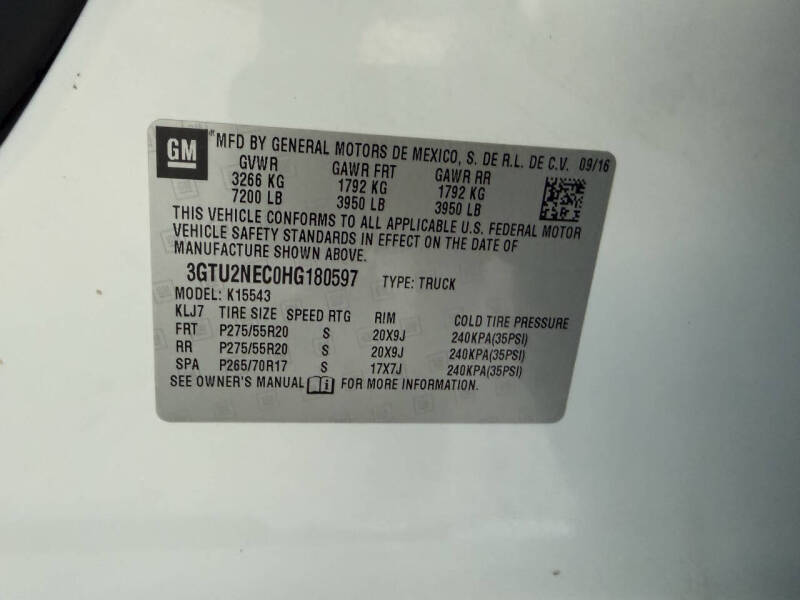 GM MFD BY GENERAL MOTORS DE MEXICO, S. DE R.L. DE C.V. 09/16
GVWR GAWR FRT GAWR RR
3266 KG 1792 KG 1792 KG
7200 LB 3950 LB 3950 LB
THIS VEHICLE CONFORMS TO ALL APPLICABLE U.S. FEDERAL MOTOR
VEHICLE SAFETY STANDARDS IN EFFECT ON THE DATE OF
MANUFACTURE SHOWN ABOVE.
3GTU2NEC0HG180597 TYPE: TRUCK
MODEL: K15543
KLJ7 TIRE SIZE SPEED RTG RIM COLD TIRE PRESSURE
FRT P275/55R20 S 20X9J 240KPA(35PSI)
RR P275/55R20 S 20X9J 240KPA(35PSI)
SPA P265/70R17 S 17X7J 240KPA(35PSI)
SEE OWNER'S MANUAL i FOR MORE INFORMATION.